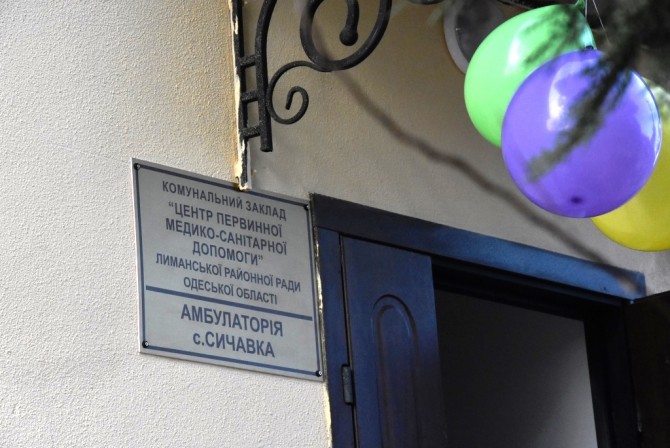 КОМУНАЛЬНИЙ ЗАКЛАД
“ЦЕНТР ПЕРВИННОЇ
МЕДИКО-САНІТАРНОЇ
ДОПОМОГИ”
ЛИМАНСЬКОЇ РАЙОННОЇ РАДИ
ОДЕСЬКОЇ ОБЛАСТІ
АМБУЛАТОРІЯ
с.СИЧАВКА